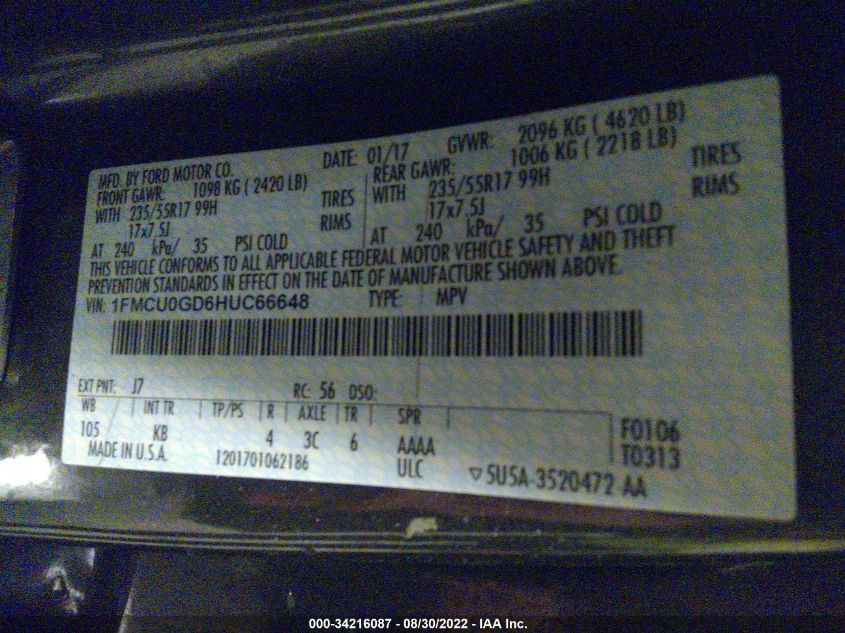 MFD. BY FORD MOTOR CO. DATE: 01/17 GVWR: 2096 KG ( 4620 LB)
FRONT GAWR: 1098 KG ( 2420 LB) REAR GAWR: 1006 KG ( 2218 LB)
WITH 235/55R17 99H TIRES WITH 235/55R17 99H TIRES
17x7.5J RIMS 17x7.5J RIMS
AT 240 kPa/ 35 PSI COLD AT 240 kPa/ 35 PSI COLD
THIS VEHICLE CONFORMS TO ALL APPLICABLE FEDERAL MOTOR VEHICLE SAFETY AND THEFT
PREVENTION STANDARDS IN EFFECT ON THE DATE OF MANUFACTURE SHOWN ABOVE.
VIN: 1FMCU0GD6HUC66648 TYPE: MPV
EXT PNT: J7 RC: 56 DSO:
WB INT TR TP/PS R AXLE TR SPR
105 KB 4 3C 6 AAAA F0106
MADE IN U.S.A. 1201701062186 ULC T0313
▽5U5A-3520472 AA
000-34216087 - 08/30/2022 - IAA Inc.